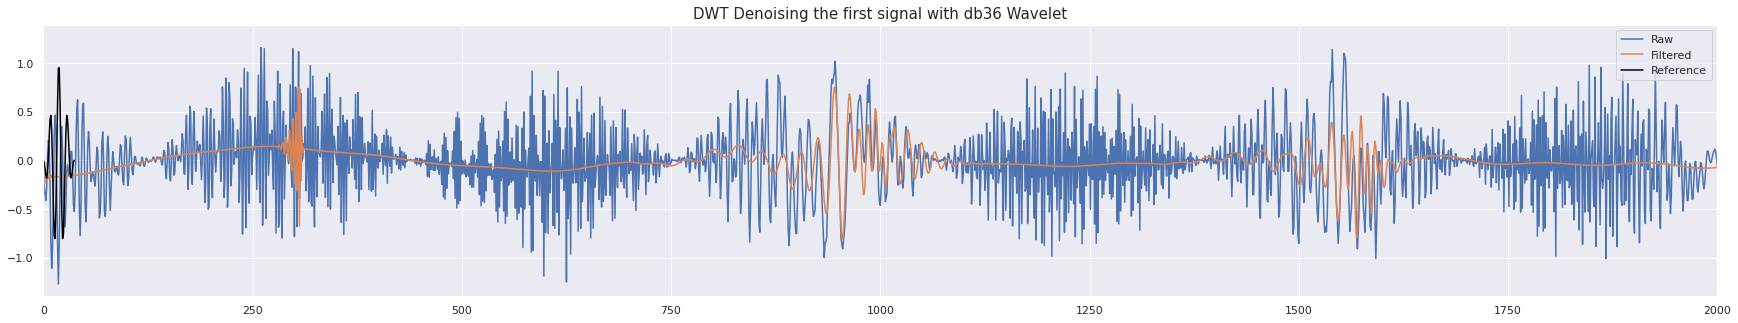 DWT Denoising the first signal with db36 Wavelet
Raw
Filtered
Reference
1.0
0.5
0.0
−0.5
−1.0
0 250 500 750 1000 1250 1500 1750 2000